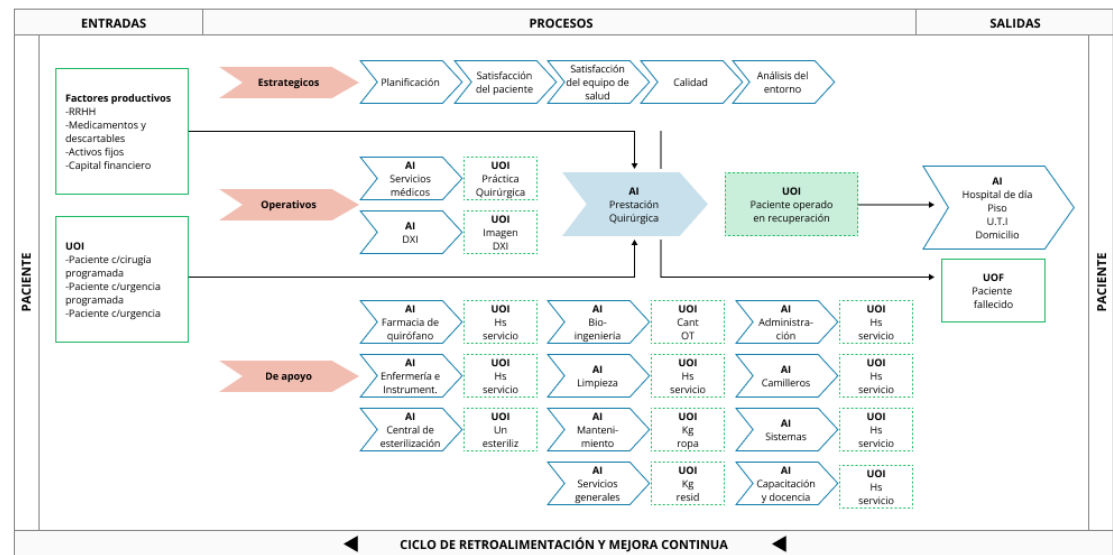 ENTRADAS
PROCESOS
SALIDAS
PACIENTE
Factores productivos
-RRHH
-Medicamentos y
descartables
-Activos fijos
-Capital financiero
UOI
-Paciente c/cirugía
programada
-Paciente c/urgencia
programada
-Paciente c/urgencia
Estrategicos
Planificación
Satisfacción
del paciente
Satisfacción
del equipo de
salud
Calidad
Análisis del
entorno
Operativos
AI
Servicios
médicos
UOI
Práctica
Quirúrgica
AI
DXI
UOI
Imagen
DXI
AI
Prestación
Quirúrgica
UOI
Paciente operado
en recuperación
De apoyo
AI
Farmacia de
quirófano
UOI
Hs
servicio
AI
Bio-
ingeniería
UOI
Cant
OT
AI
Administra-
ción
UOI
Hs
servicio
AI
Enfermería e
Instrument.
UOI
Hs
servicio
AI
Limpieza
UOI
Hs
servicio
AI
Camilleros
UOI
Hs
servicio
AI
Central de
esterilización
UOI
Un
esteriliz
AI
Manteni-
miento
UOI
Kg
ropa
AI
Sistemas
UOI
Hs
servicio
AI
Servicios
generales
UOI
Kg
resid
AI
Capacitación
y docencia
UOI
Hs
servicio
AI
Hospital de día
Piso
U.T.I
Domicilio
UOF
Paciente
fallecido
PACIENTE
CICLO DE RETROALIMENTACIÓN Y MEJORA CONTINUA